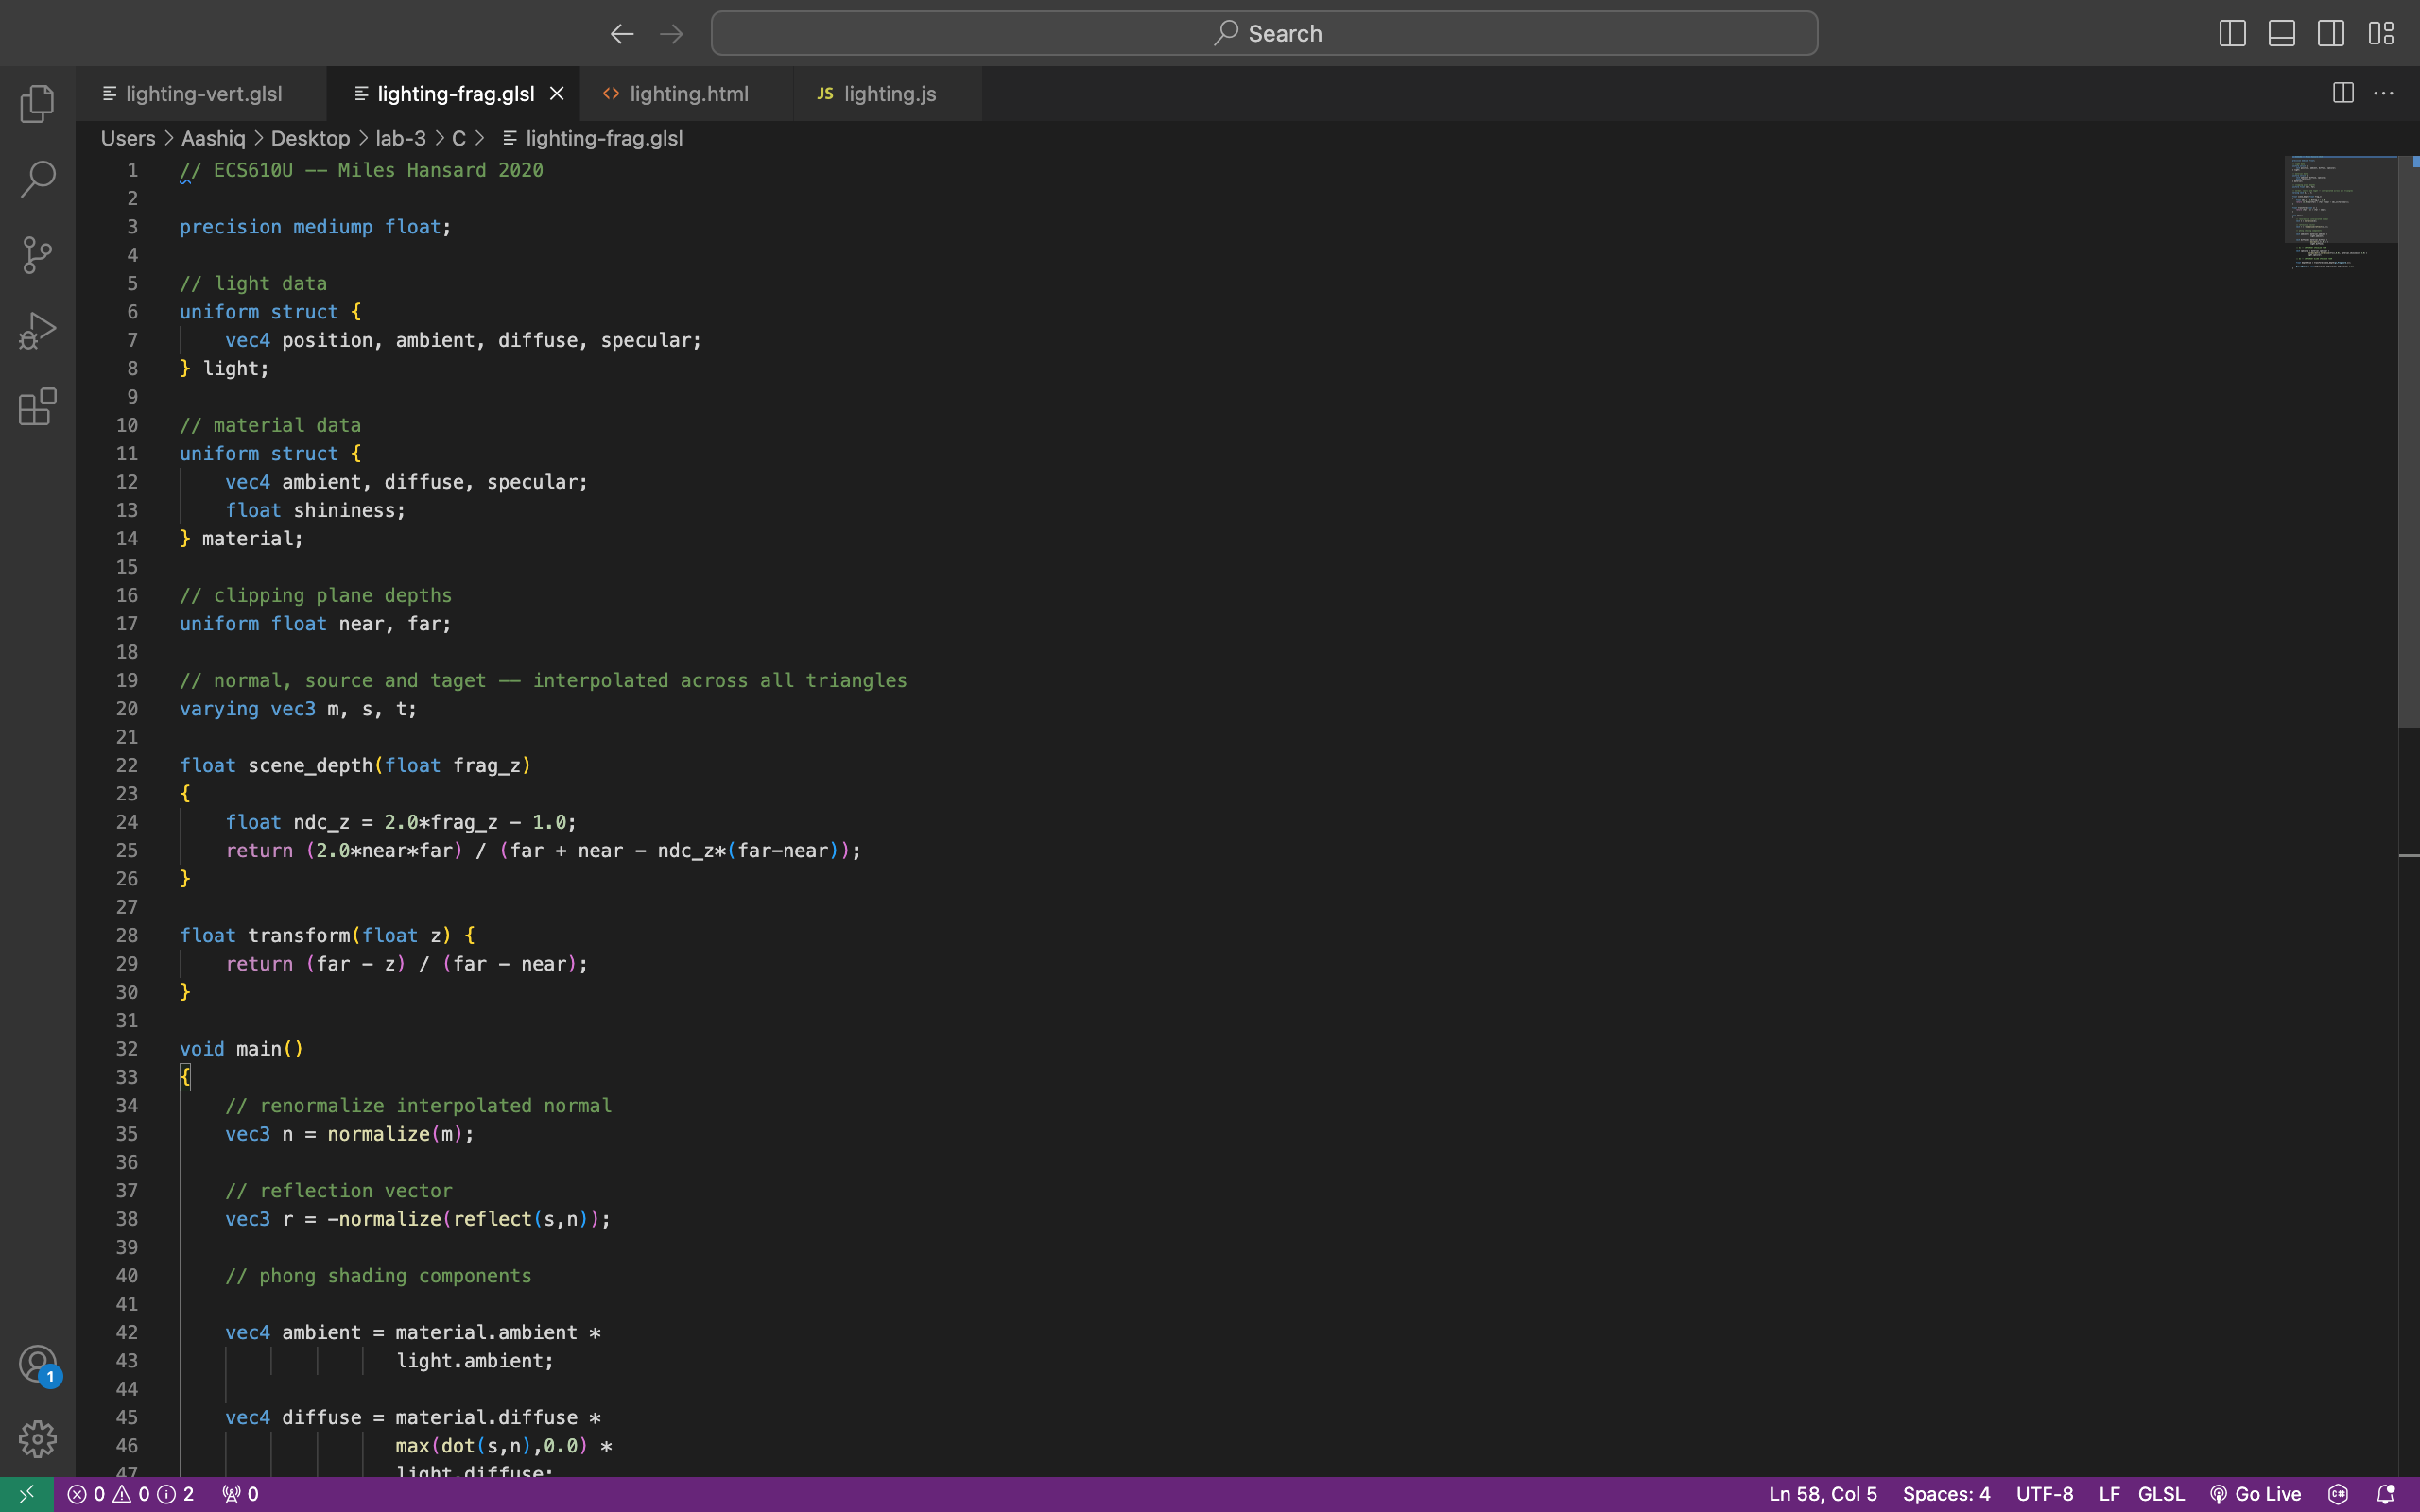 Search
lighting-vert.glsl
lighting-frag.glsl
lighting.html
JS lighting.js
Users > Aashiq > Desktop > lab-3 > C > lighting-frag.glsl
1 // ECS610U -- Miles Hansard 2020
2
3 precision mediump float;
4
5 // light data
6 uniform struct {
7 vec4 position, ambient, diffuse, specular;
8 } light;
9
10 // material data
11 uniform struct {
12 vec4 ambient, diffuse, specular;
13 float shininess;
14 } material;
15
16 // clipping plane depths
17 uniform float near, far;
18
19 // normal, source and taget -- interpolated across all triangles
20 varying vec3 m, s, t;
21
22 float scene_depth(float frag_z)
23 {
24 float ndc_z = 2.0*frag_z - 1.0;
25 return (2.0*near*far) / (far + near - ndc_z*(far-near));
26 }
27
28 float transform(float z) {
29 return (far - z) / (far - near);
30 }
31
32 void main()
33 {
34 // renormalize interpolated normal
35 vec3 n = normalize(m);
36
37 // reflection vector
38 vec3 r = -normalize(reflect(s,n));
39
40 // phong shading components
41
42 vec4 ambient = material.ambient *
43 light.ambient;
44
45 vec4 diffuse = material.diffuse *
46 max(dot(s,n),0.0) *
47 light.diffuse;
1
0 0 2 0 Ln 58, Col 5 Spaces: 4 UTF-8 LF GLSL Go Live